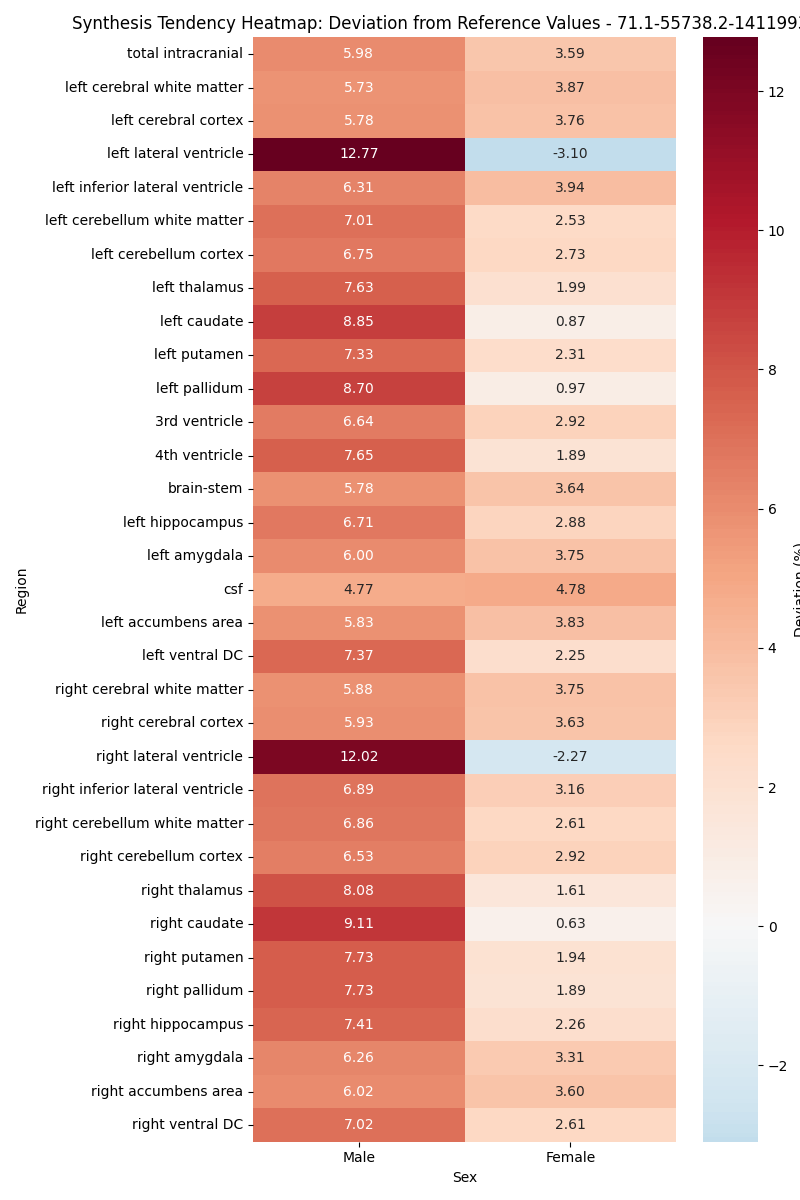 Synthesis Tendency Heatmap: Deviation from Reference Values - 71.1-55738.2-141199
total intracranial 5.98 3.59
left cerebral white matter 5.73 3.87
left cerebral cortex 5.78 3.76
left lateral ventricle 12.77 -3.10
left inferior lateral ventricle 6.31 3.94
left cerebellum white matter 7.01 2.53
left cerebellum cortex 6.75 2.73
left thalamus 7.63 1.99
left caudate 8.85 0.87
left putamen 7.33 2.31
left pallidum 8.70 0.97
3rd ventricle 6.64 2.92
4th ventricle 7.65 1.89
brain-stem 5.78 3.64
left hippocampus 6.71 2.88
left amygdala 6.00 3.75
csf 4.77 4.78
left accumbens area 5.83 3.83
left ventral DC 7.37 2.25
right cerebral white matter 5.88 3.75
right cerebral cortex 5.93 3.63
right lateral ventricle 12.02 -2.27
right inferior lateral ventricle 6.89 3.16
right cerebellum white matter 6.86 2.61
right cerebellum cortex 6.53 2.92
right thalamus 8.08 1.61
right caudate 9.11 0.63
right putamen 7.73 1.94
right pallidum 7.73 1.89
right hippocampus 7.41 2.26
right amygdala 6.26 3.31
right accumbens area 6.02 3.60
right ventral DC 7.02 2.61
Male Female
Sex
Region
12
10
8
6
4
2
0
−2
Deviation (%)